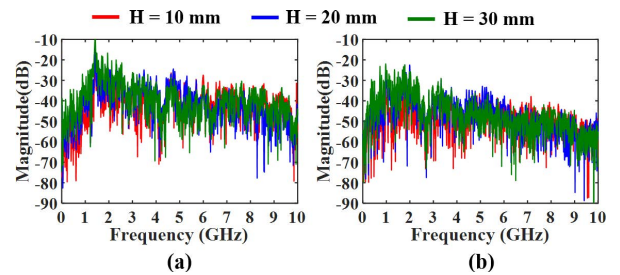 H = 10 mm H = 20 mm H = 30 mm
Magnitude(dB)
-10
-20
-30
-40
-50
-60
-70
-80
-90
0 1 2 3 4 5 6 7 8 9 10
Frequency (GHz)
(a)
Magnitude(dB)
-10
-20
-30
-40
-50
-60
-70
-80
-90
0 1 2 3 4 5 6 7 8 9 10
Frequency (GHz)
(b)